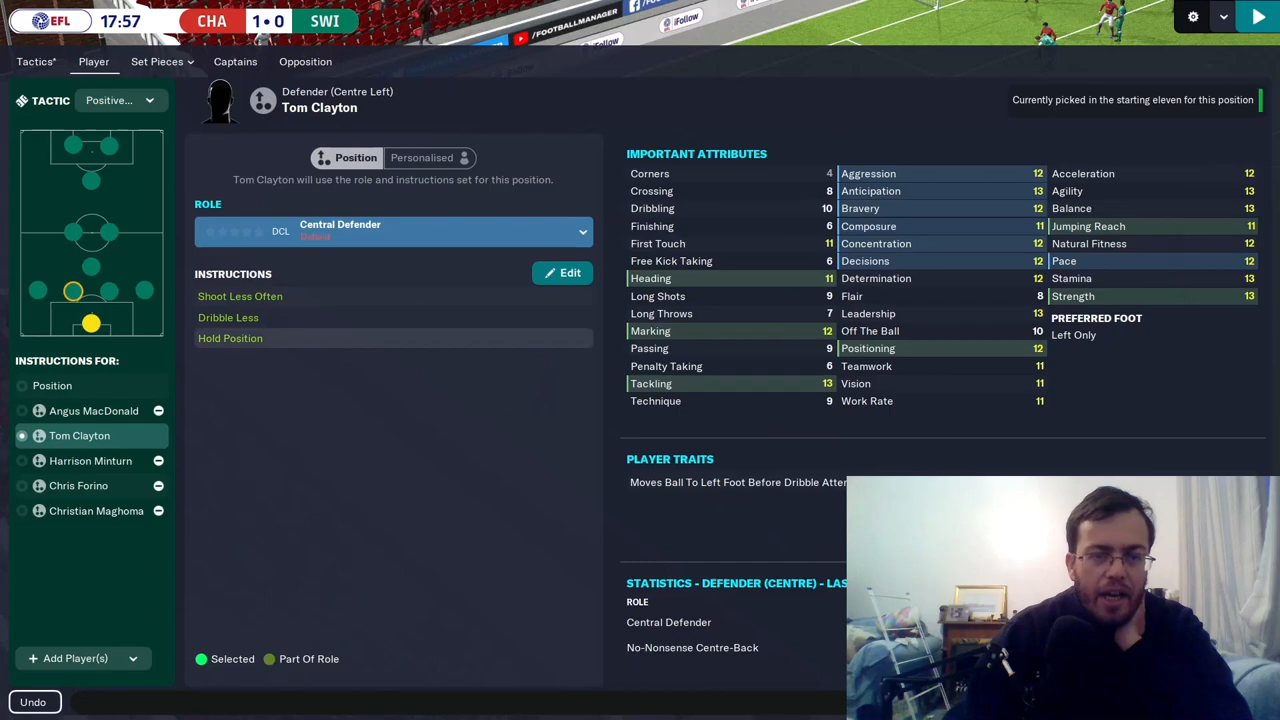 EFL 17:57 CHA 1 • 0 SWI
/FOOTBALLMANAGER
/FOOTBALLM
iFollow
iFollow
Tactics* Player Set Pieces Captains Opposition
TACTIC Positive...
Defender (Centre Left)
Tom Clayton
Currently picked in the starting eleven for this position
Position Personalised
Tom Clayton will use the role and instructions set for this position.
ROLE
DCL Central Defender
Defend
INSTRUCTIONS Edit
Shoot Less Often
Dribble Less
Hold Position
Selected Part Of Role
INSTRUCTIONS FOR:
Position
Angus MacDonald
Tom Clayton
Harrison Minturn
Chris Forino
Christian Maghoma
+ Add Player(s)
Undo
IMPORTANT ATTRIBUTES
Corners 4 Aggression 12 Acceleration 12
Crossing 8 Anticipation 13 Agility 13
Dribbling 10 Bravery 12 Balance 13
Finishing 6 Composure 11 Jumping Reach 11
First Touch 11 Concentration 12 Natural Fitness 12
Free Kick Taking 6 Decisions 12 Pace 12
Heading 11 Determination 12 Stamina 13
Long Shots 9 Flair 8 Strength 13
Long Throws 7 Leadership 13 PREFERRED FOOT
Marking 12 Off The Ball 10 Left Only
Passing 9 Positioning 12
Penalty Taking 6 Teamwork 11
Tackling 13 Vision 11
Technique 9 Work Rate 11
PLAYER TRAITS
Moves Ball To Left Foot Before Dribble Atte
STATISTICS - DEFENDER (CENTRE) - LAS
ROLE
Central Defender
No-Nonsense Centre-Back